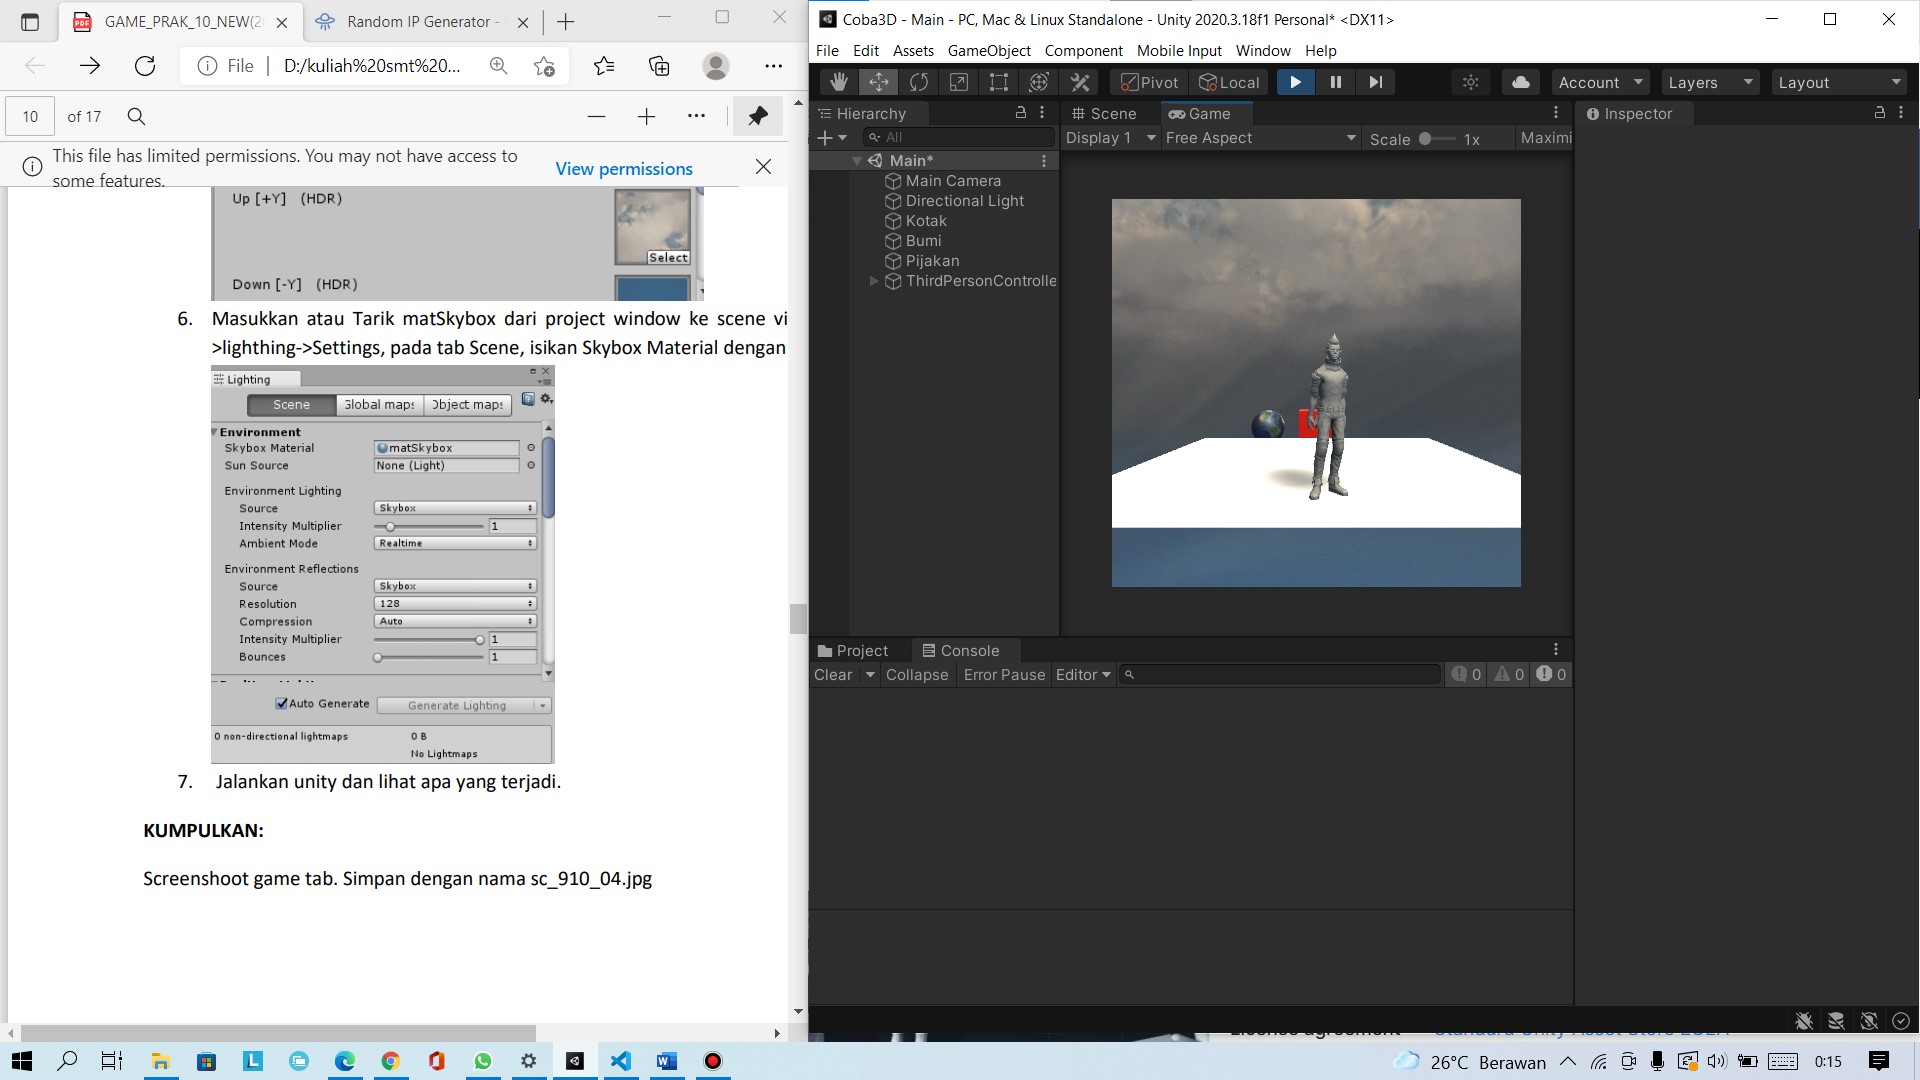 GAME_PRAK_10_NEW(2
Random IP Generator -
File
D:/kuliah%20smt%20...
10
of 17
This file has limited permissions. You may not have access to
some features.
View permissions
Up [+Y] (HDR)
Select
Down [-Y] (HDR)
6. Masukkan atau Tarik matSkybox dari project window ke scene vi
>lighthing->Settings, pada tab Scene, isikan Skybox Material dengan
Lighting
Scene
Global maps
Object maps
Environment
Skybox Material
matSkybox
Sun Source
None (Light)
Environment Lighting
Source
Skybox
Intensity Multiplier
1
Ambient Mode
Realtime
Environment Reflections
Source
Skybox
Resolution
128
Compression
Auto
Intensity Multiplier
1
Bounces
1
Auto Generate
Generate Lighting
0 non-directional lightmaps
0 B
No Lightmaps
7. Jalankan unity dan lihat apa yang terjadi.
KUMPULKAN:
Screenshoot game tab. Simpan dengan nama sc_910_04.jpg
Coba3D - Main - PC, Mac & Linux Standalone - Unity 2020.3.18f1 Personal* <DX11>
File Edit Assets GameObject Component Mobile Input Window Help
Pivot
Local
Account
Layers
Layout
Hierarchy
All
Main*
Main Camera
Directional Light
Kotak
Bumi
Pijakan
ThirdPersonControlle
Scene
Game
Display 1
Free Aspect
Scale
1x
Maximi
Inspector
Project
Console
Clear
Collapse
Error Pause
Editor
0
0
0
26°C Berawan
0:15